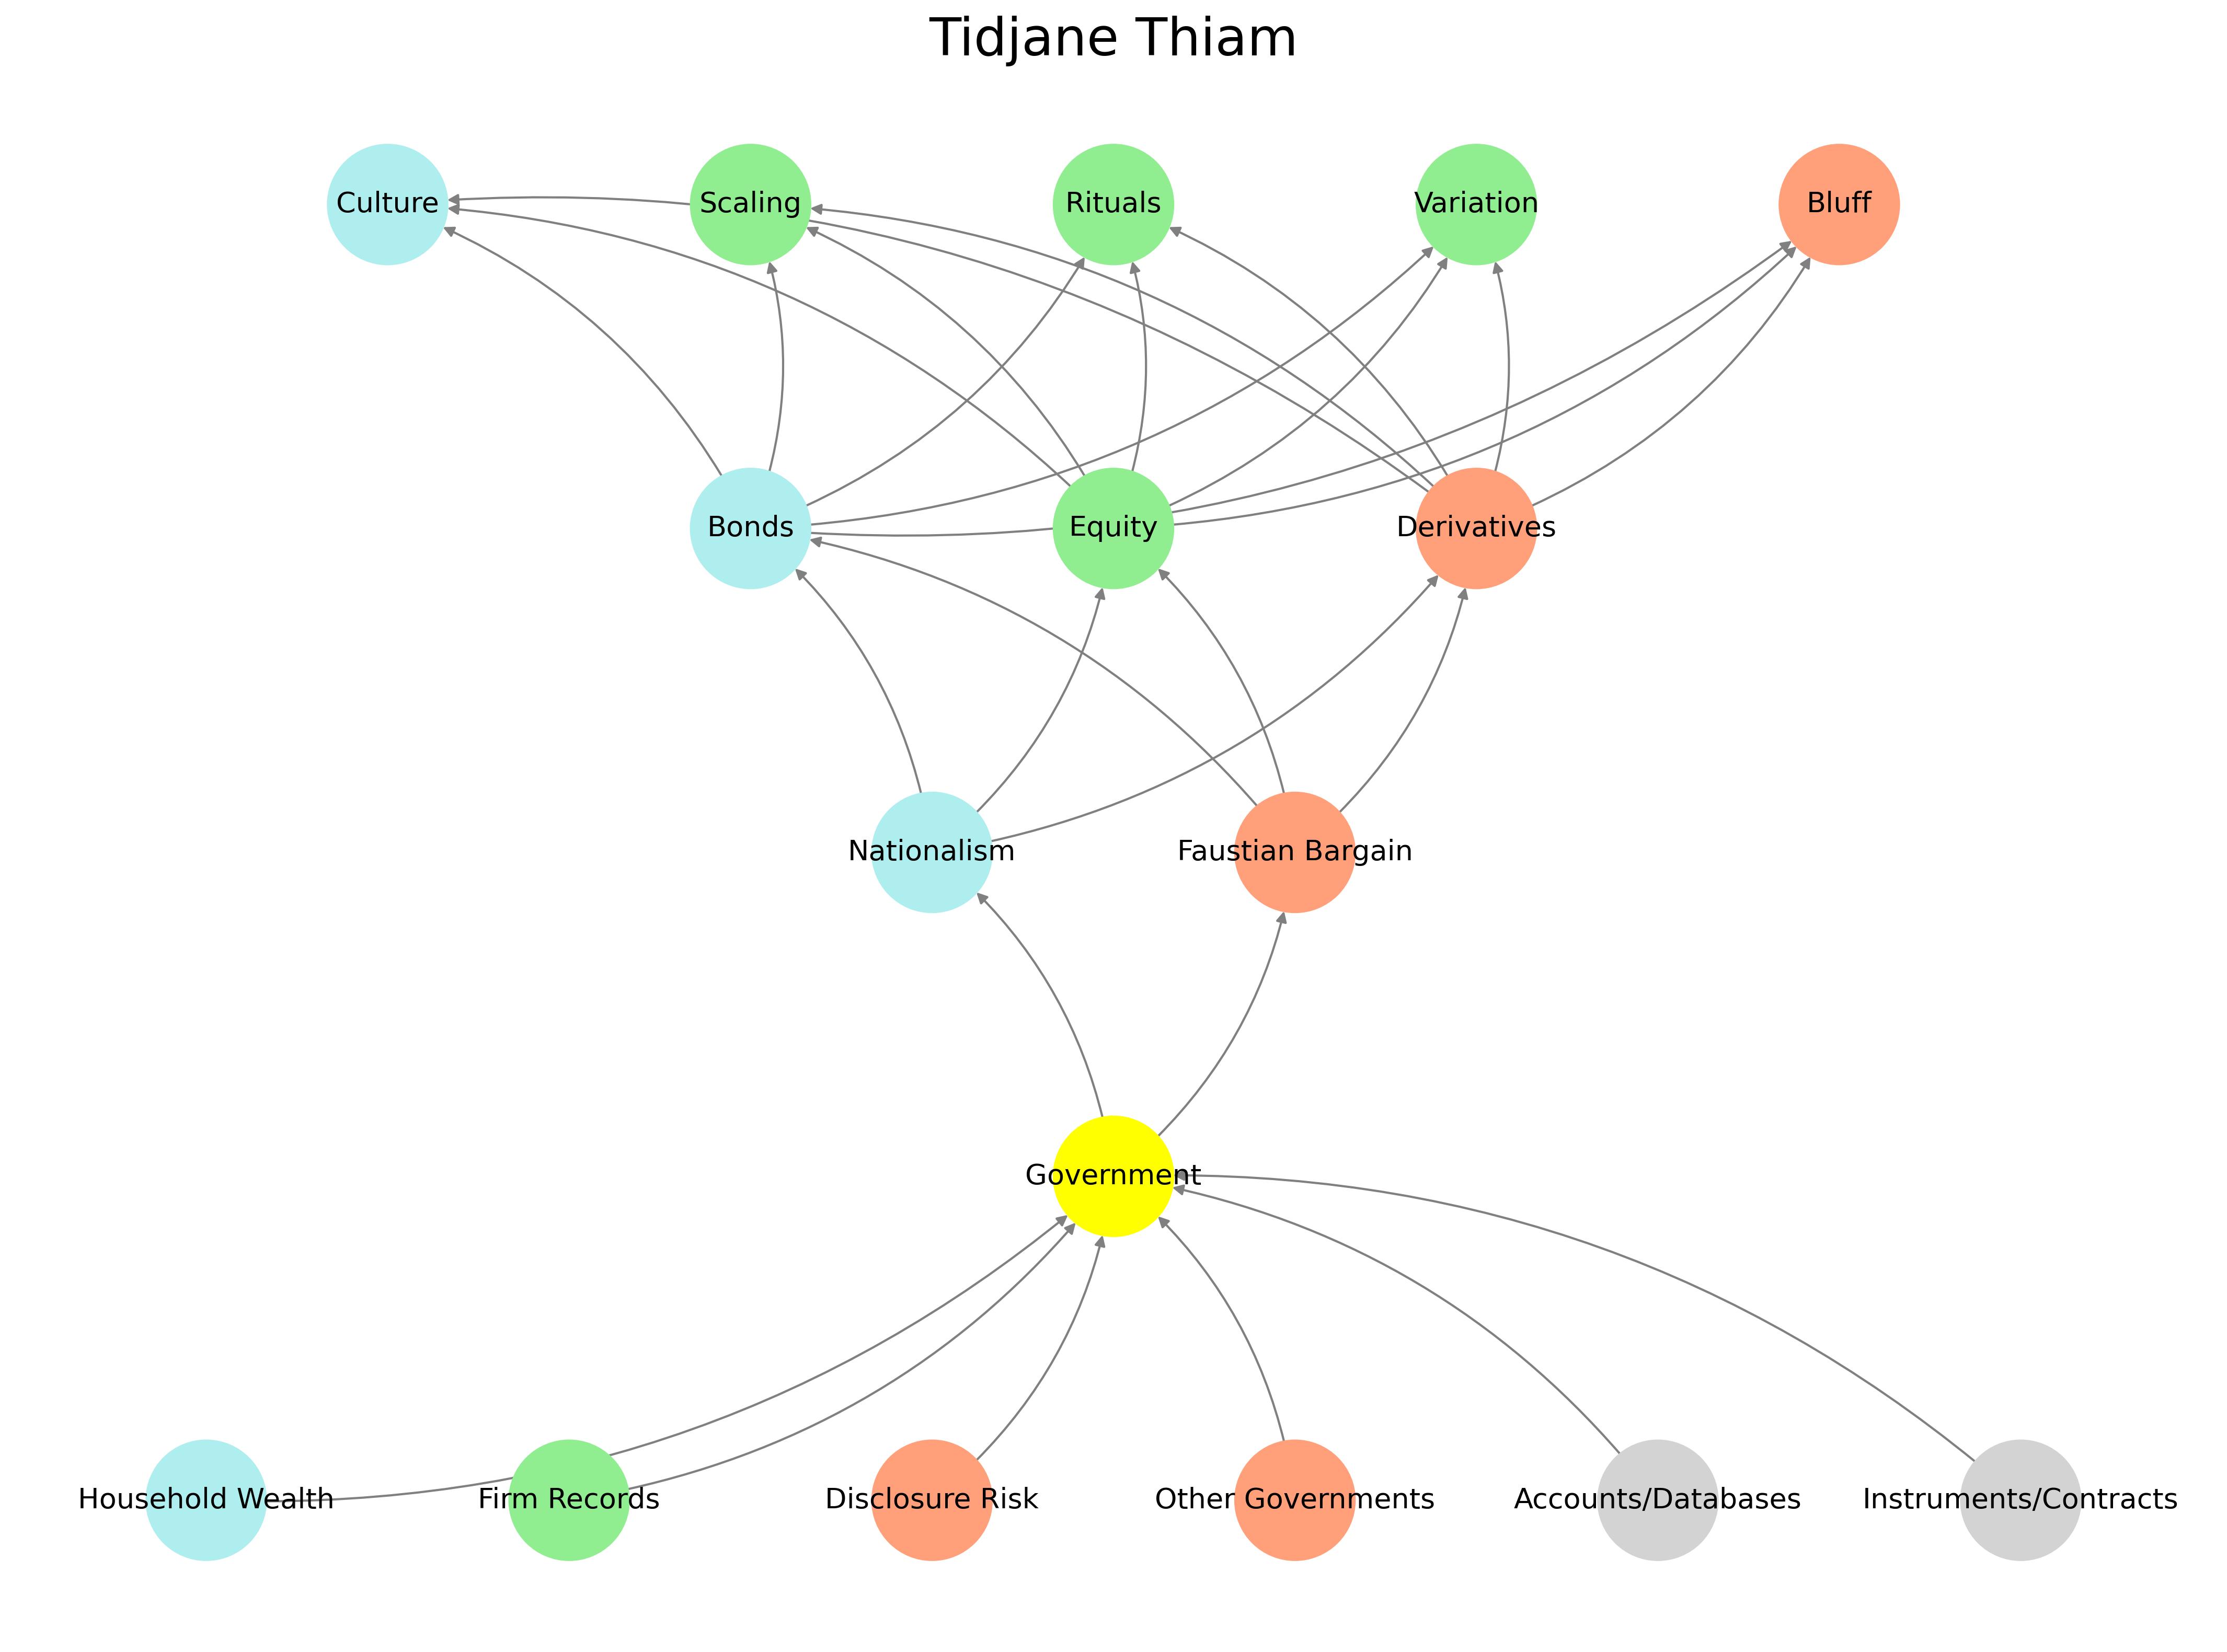 Tidjane Thiam
Culture
Scaling
Rituals
Variation
Bluff
Bonds
Equity
Derivatives
Nationalism
Faustian Bargain
Government
Household Wealth
Firm Records
Disclosure Risk
Other Governments
Accounts/Databases
Instruments/Contracts